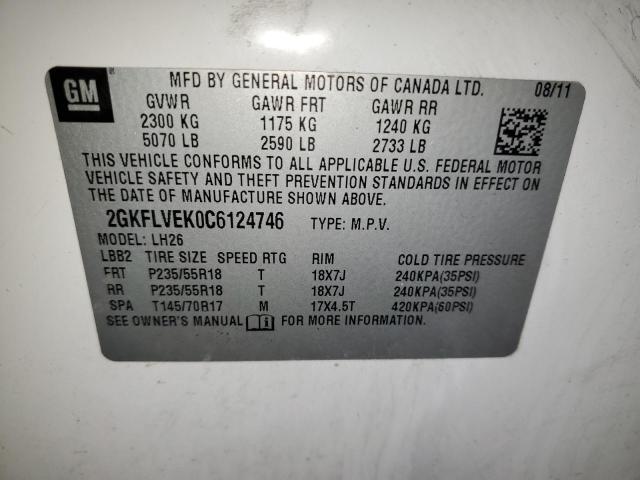 GM
MFD BY GENERAL MOTORS OF CANADA LTD. 08/11
GVWR GAWR FRT GAWR RR
2300 KG 1175 KG 1240 KG
5070 LB 2590 LB 2733 LB
THIS VEHICLE CONFORMS TO ALL APPLICABLE U.S. FEDERAL MOTOR
VEHICLE SAFETY AND THEFT PREVENTION STANDARDS IN EFFECT ON
THE DATE OF MANUFACTURE SHOWN ABOVE.
2GKFLVEK0C6124746 TYPE: M.P.V.
MODEL: LH26
LBB2 TIRE SIZE SPEED RTG RIM COLD TIRE PRESSURE
FRT P235/55R18 T 18X7J 240KPA(35PSI)
RR P235/55R18 T 18X7J 240KPA(35PSI)
SPA T145/70R17 M 17X4.5T 420KPA(60PSI)
SEE OWNER'S MANUAL FOR MORE INFORMATION.